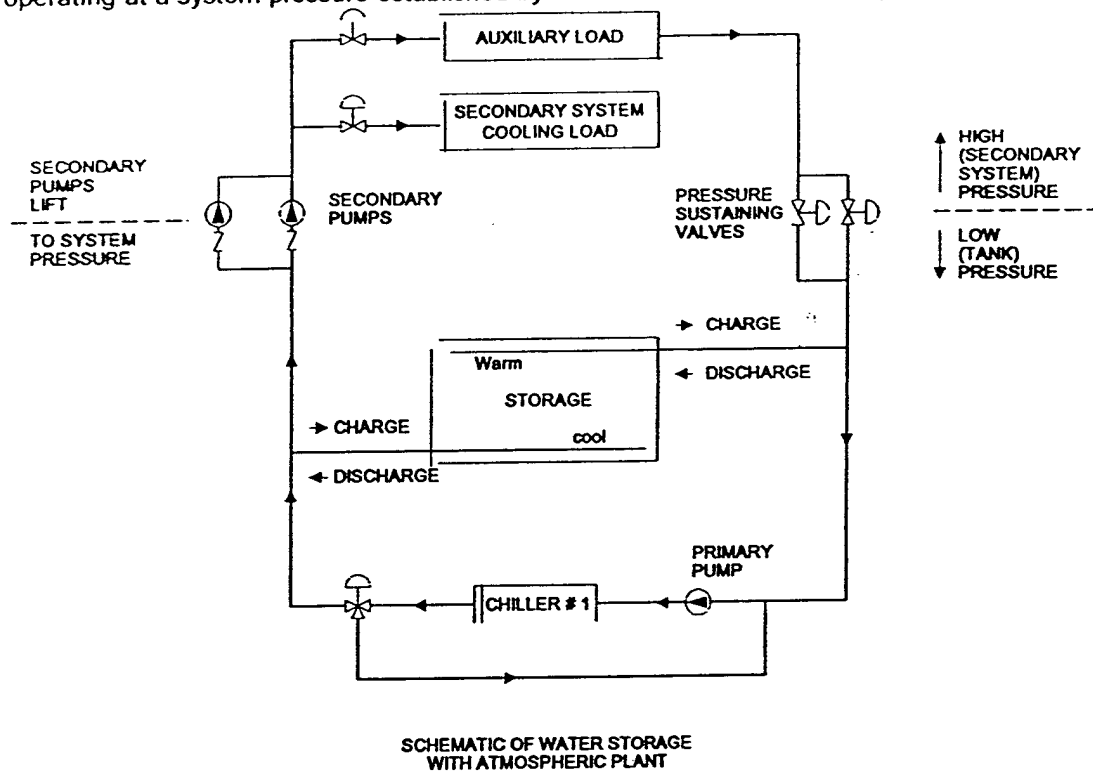 operating at a system pressure established by
AUXILIARY LOAD
SECONDARY SYSTEM
COOLING LOAD
SECONDARY
PUMPS
LIFT
TO SYSTEM
PRESSURE
SECONDARY
PUMPS
PRESSURE
SUSTAINING
VALVES
HIGH
(SECONDARY
SYSTEM)
PRESSURE
LOW
(TANK)
PRESSURE
CHARGE
DISCHARGE
Warm
STORAGE
cool
CHARGE
DISCHARGE
PRIMARY
PUMP
CHILLER # 1
SCHEMATIC OF WATER STORAGE
WITH ATMOSPHERIC PLANT